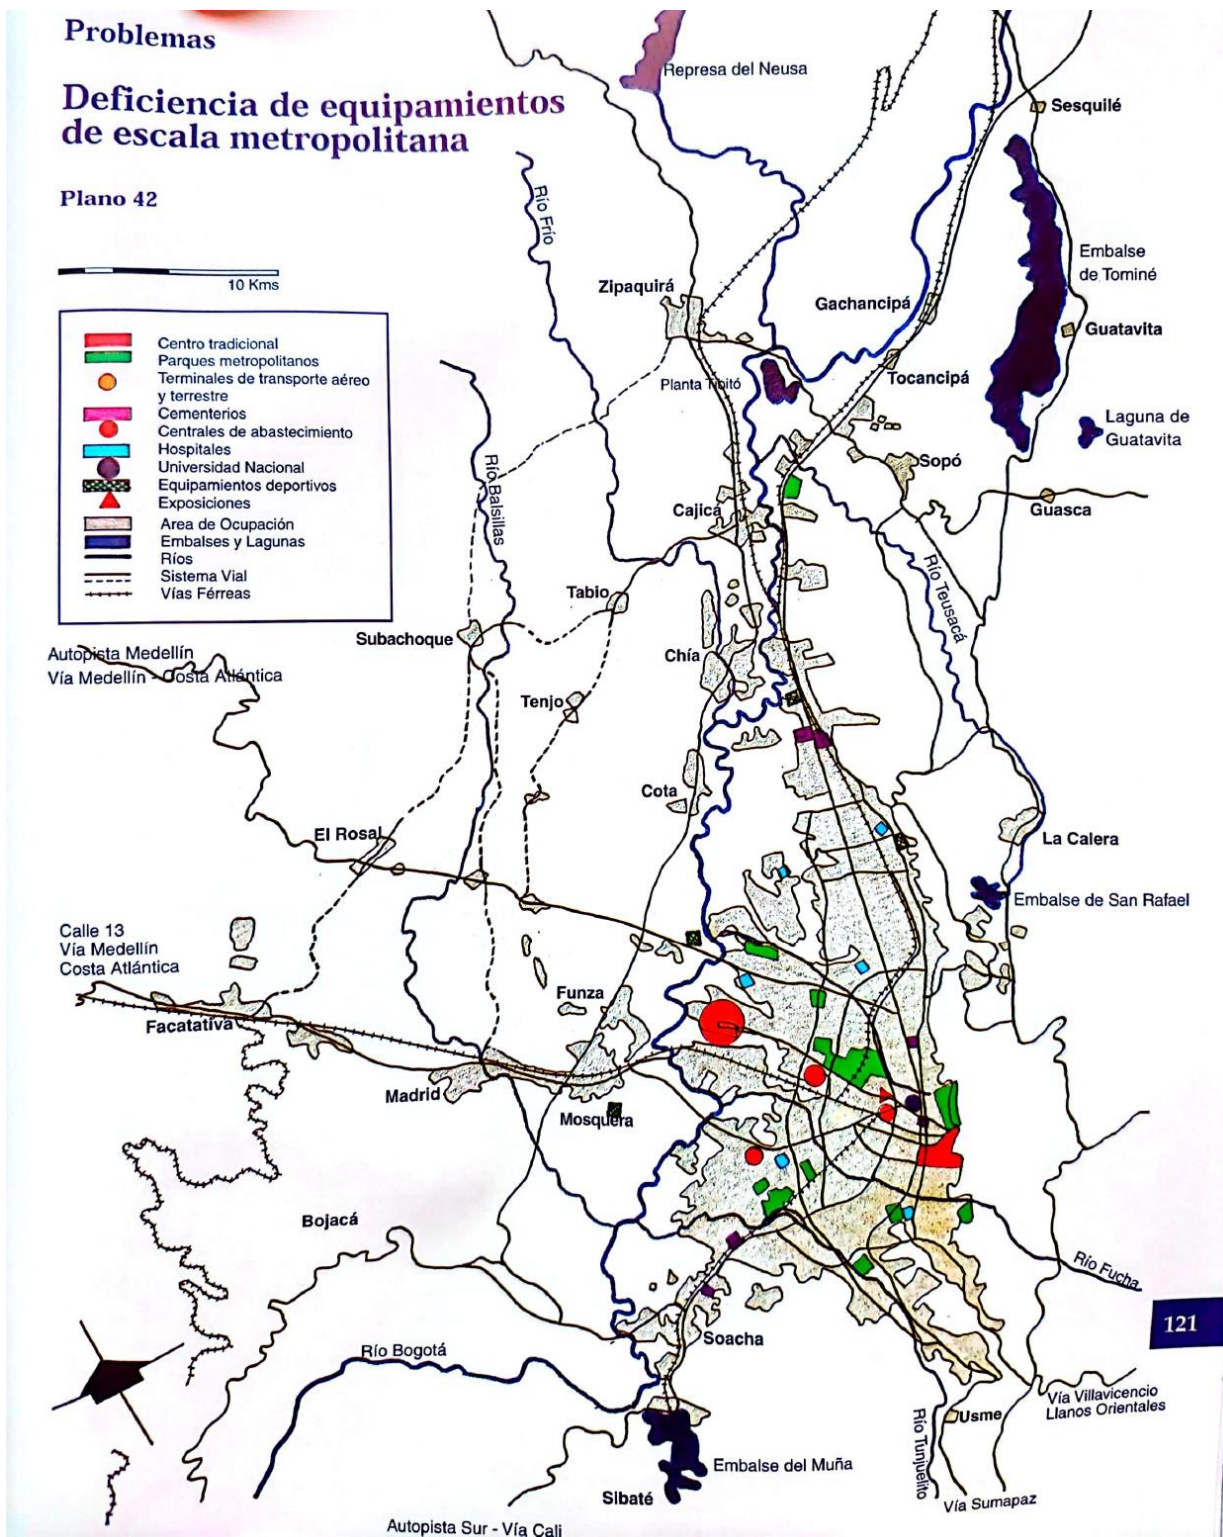 Problemas
Deficiencia de equipamientos
de escala metropolitana
Plano 42
10 Kms
Centro tradicional
Parques metropolitanos
Terminales de transporte aéreo
y terrestre
Cementerios
Centrales de abastecimiento
Hospitales
Universidad Nacional
Equipamientos deportivos
Exposiciones
Area de Ocupación
Embalses y Lagunas
Ríos
Sistema Vial
Vías Férreas
Represa del Neusa
Sesquilé
Río Frío
Embalse
de Tominé
Zipaquirá
Gachancipá
Guatavita
Planta Tibitó
Tocancipá
Laguna de
Guatavita
Sopó
Río Balsillas
Cajicá
Guasca
Río Teusacá
Tabio
Subachoque
Autopista Medellín
Vía Medellín - Costa Atlántica
Chía
Tenjo
Cota
El Rosal
La Calera
Embalse de San Rafael
Calle 13
Vía Medellín
Costa Atlántica
Funza
Facatativa
Madrid
Mosquera
Bojacá
Río Fucha
121
Soacha
Río Bogotá
Vía Villavicencio
Llanos Orientales
Usme
Río Tunjuelito
Embalse del Muña
Sibaté
Vía Sumapaz
Autopista Sur - Vía Cali